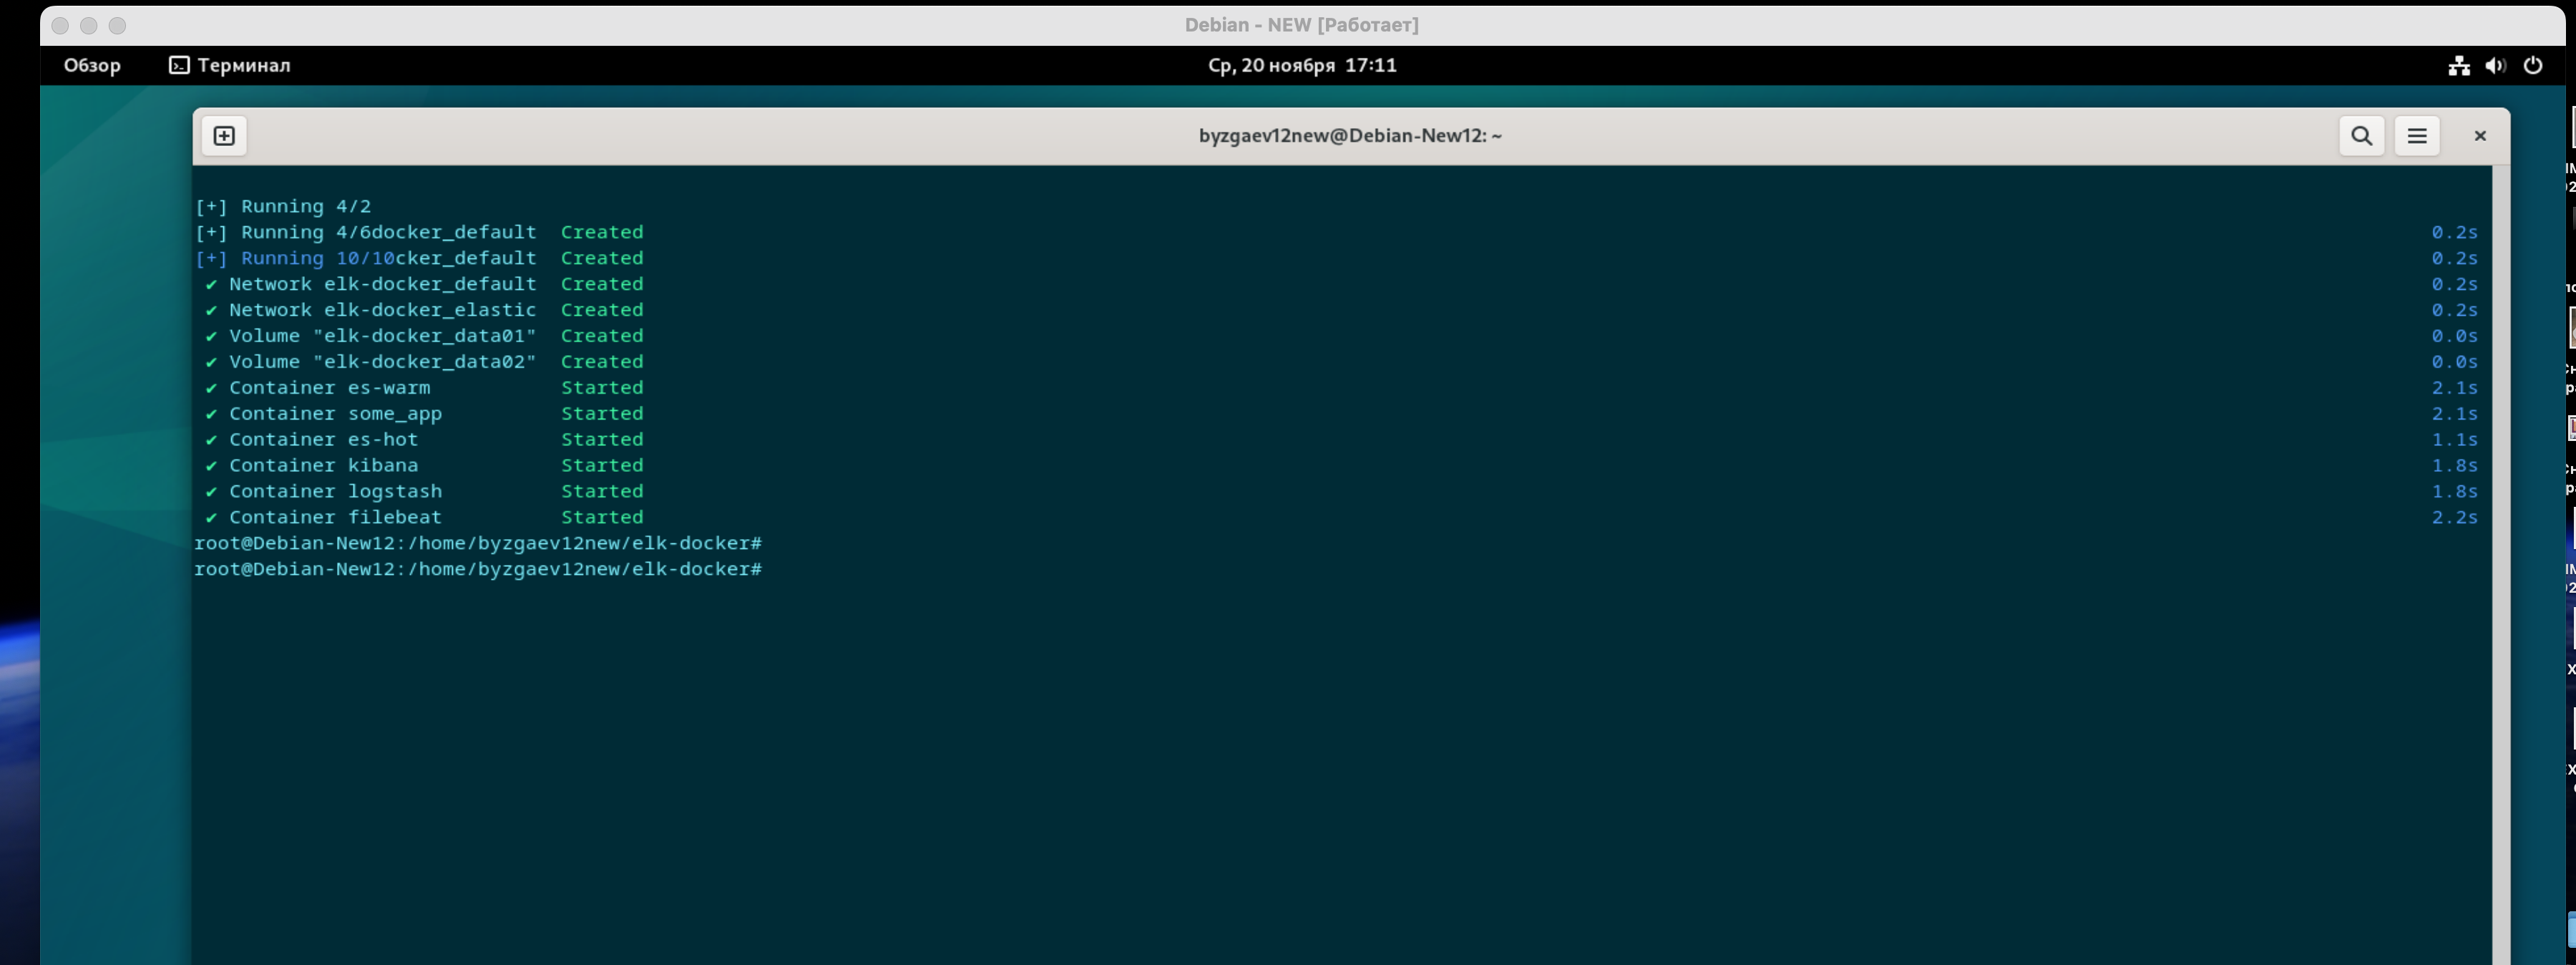 Debian - NEW [Работает]
Обзор Терминал Ср, 20 ноября 17:11
byzgaev12new@Debian-New12: ~
[+] Running 4/2
[+] Running 4/6docker_default Created 0.2s
[+] Running 10/10cker_default Created 0.2s
✔ Network elk-docker_default Created 0.2s
✔ Network elk-docker_elastic Created 0.2s
✔ Volume "elk-docker_data01" Created 0.0s
✔ Volume "elk-docker_data02" Created 0.0s
✔ Container es-warm Started 2.1s
✔ Container some_app Started 2.1s
✔ Container es-hot Started 1.1s
✔ Container kibana Started 1.8s
✔ Container logstash Started 1.8s
✔ Container filebeat Started 2.2s
root@Debian-New12:/home/byzgaev12new/elk-docker#
root@Debian-New12:/home/byzgaev12new/elk-docker#